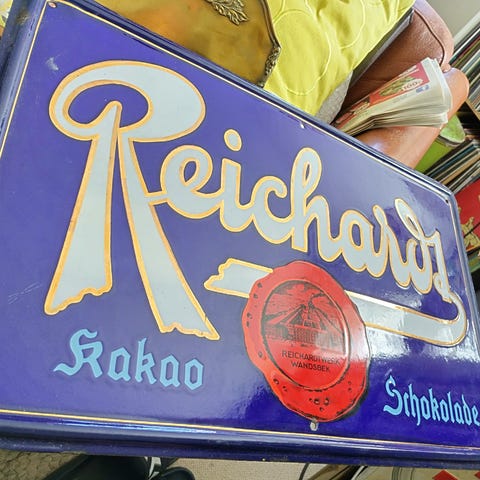 Reichardt
REICHARDTWERK
WANDSBEK
Kakao
Schokolade